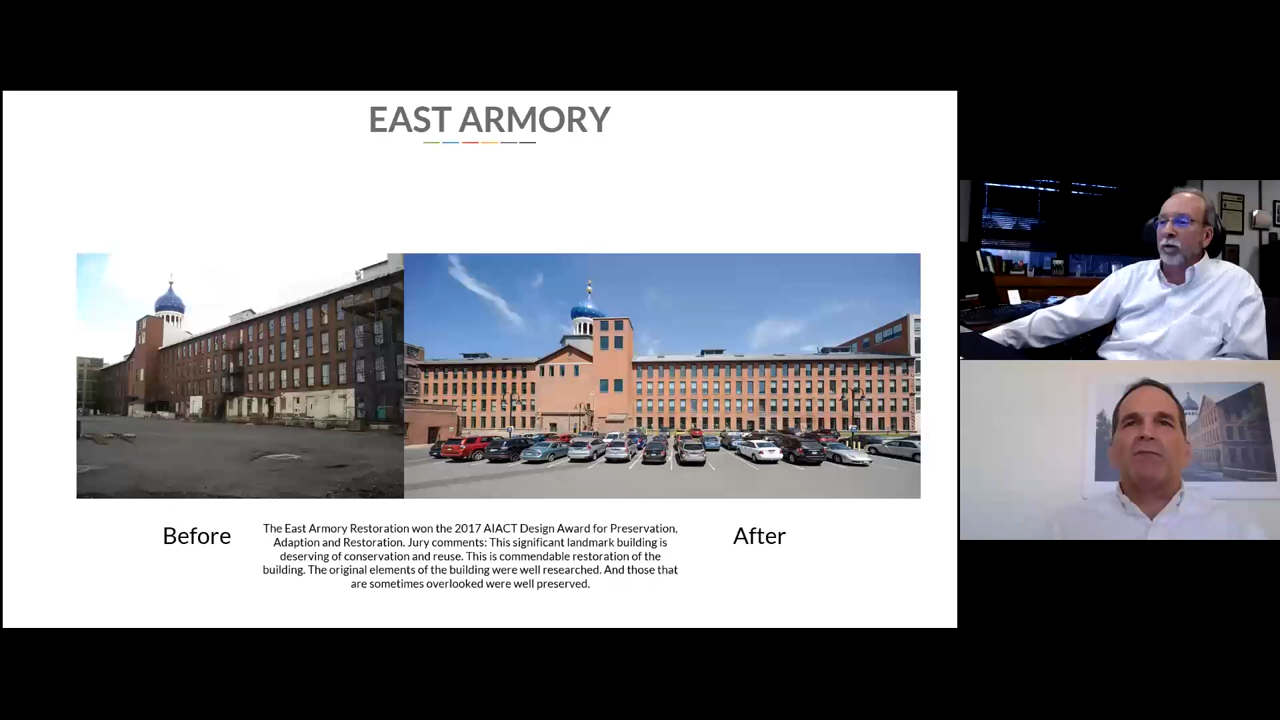 EAST ARMORY
Before
The East Armory Restoration won the 2017 AIACT Design Award for Preservation,
Adaption and Restoration. Jury comments: This significant landmark building is
deserving of conservation and reuse. This is commendable restoration of the
building. The original elements of the building were well researched. And those that
are sometimes overlooked were well preserved.
After